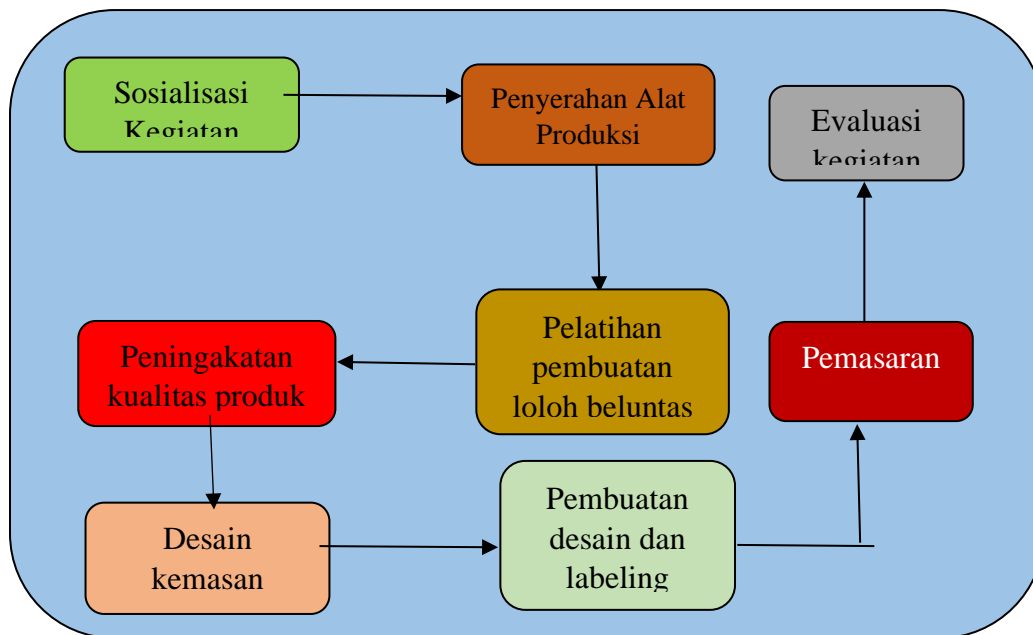 Sosialisasi
Kegiatan
Penyerahan Alat
Produksi
Pelatihan
pembuatan
loloh beluntas
Peningakatan
kualitas produk
Desain
kemasan
Pembuatan
desain dan
labeling
Pemasaran
Evaluasi
kegiatan